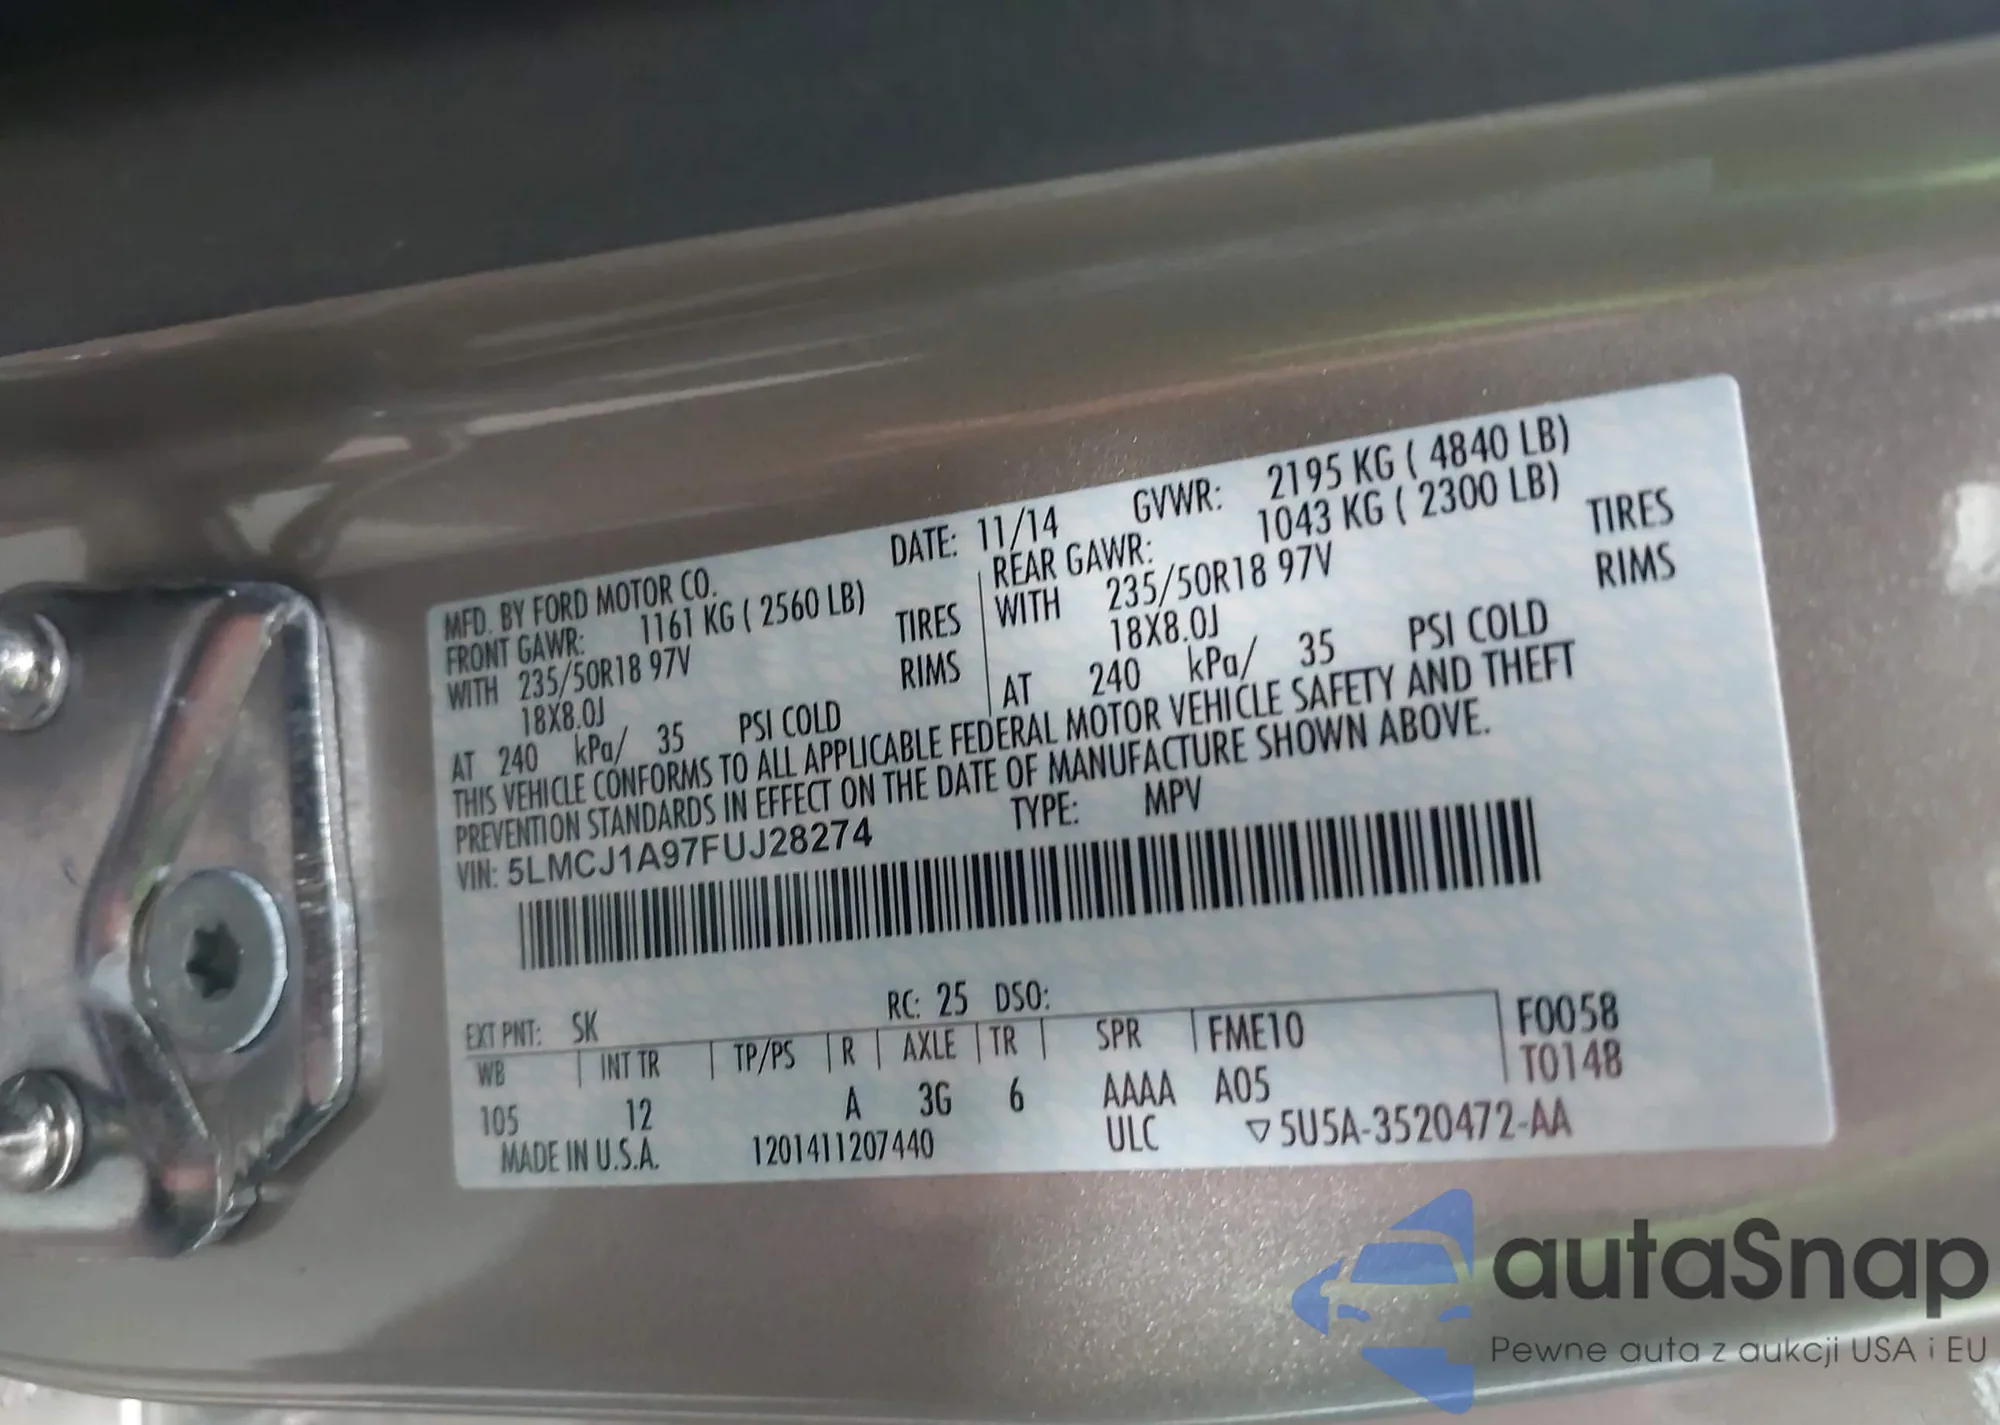 MFD. BY FORD MOTOR CO. DATE: 11/14 GVWR: 2195 KG ( 4840 LB)
FRONT GAWR: 1161 KG ( 2560 LB) REAR GAWR: 1043 KG ( 2300 LB)
WITH 235/50R18 97V TIRES WITH 235/50R18 97V TIRES
18X8.0J RIMS 18X8.0J RIMS
AT 240 kPa/ 35 PSI COLD AT 240 kPa/ 35 PSI COLD
THIS VEHICLE CONFORMS TO ALL APPLICABLE FEDERAL MOTOR VEHICLE SAFETY AND THEFT
PREVENTION STANDARDS IN EFFECT ON THE DATE OF MANUFACTURE SHOWN ABOVE.
VIN: 5LMCJ1A97FUJ28274 TYPE: MPV
EXT PNT: SK RC: 25 DSO:
WB INT TR TP/PS R AXLE TR SPR FME10 F0058
105 12 A 3G 6 AAAA A05 T0148
MADE IN U.S.A. 1201411207440 ULC ▽5U5A-3520472-AA
autaSnap
Pewne auta z aukcji USA i EU